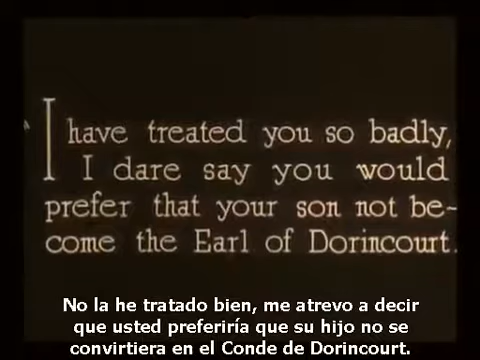 I have treated you so badly,
I dare say you would
prefer that your son not be-
come the Earl of Dorincourt.
No la he tratado bien, me atrevo a decir
que usted preferiría que su hijo no se
convirtiera en el Conde de Dorincourt.